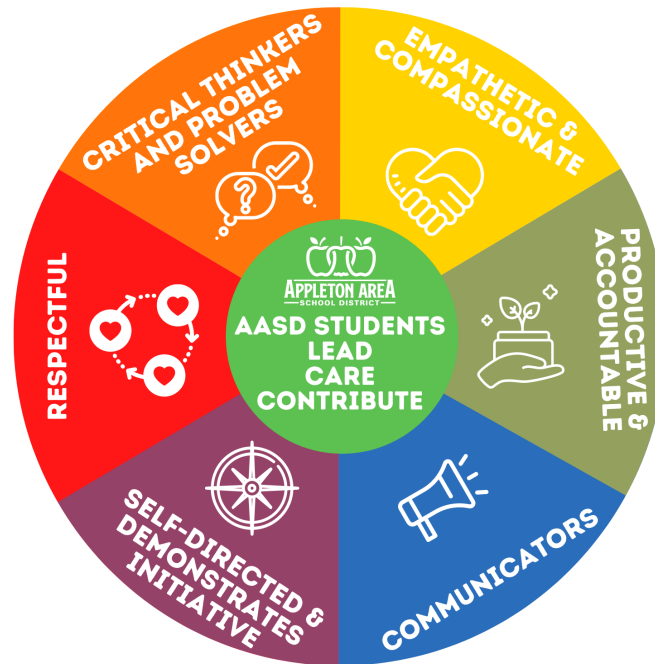 CRITICAL THINKERS
AND PROBLEM
SOLVERS
EMPATHETIC &
COMPASSIONATE
PRODUCTIVE &
ACCOUNTABLE
COMMUNICATORS
SELF-DIRECTED &
DEMONSTRATES
INITIATIVE
RESPECTFUL
?
APPLETON AREA
SCHOOL DISTRICT
AASD STUDENTS
LEAD
CARE
CONTRIBUTE